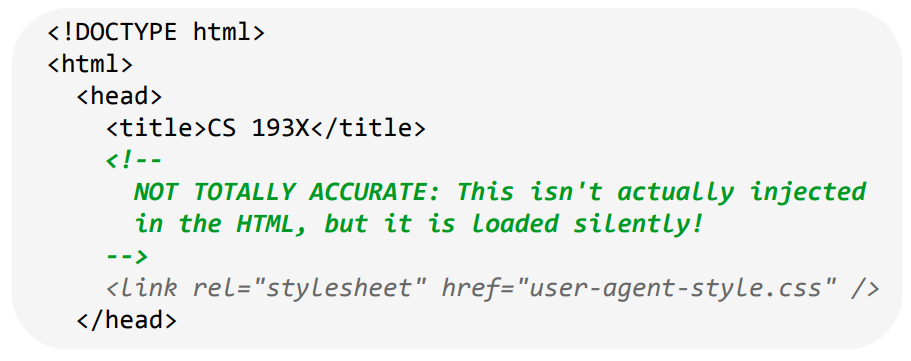 <!DOCTYPE html>
<html>
<head>
<title>CS 193X</title>
<!--
NOT TOTALLY ACCURATE: This isn't actually injected
in the HTML, but it is loaded silently!
-->
<link rel="stylesheet" href="user-agent-style.css" />
</head>